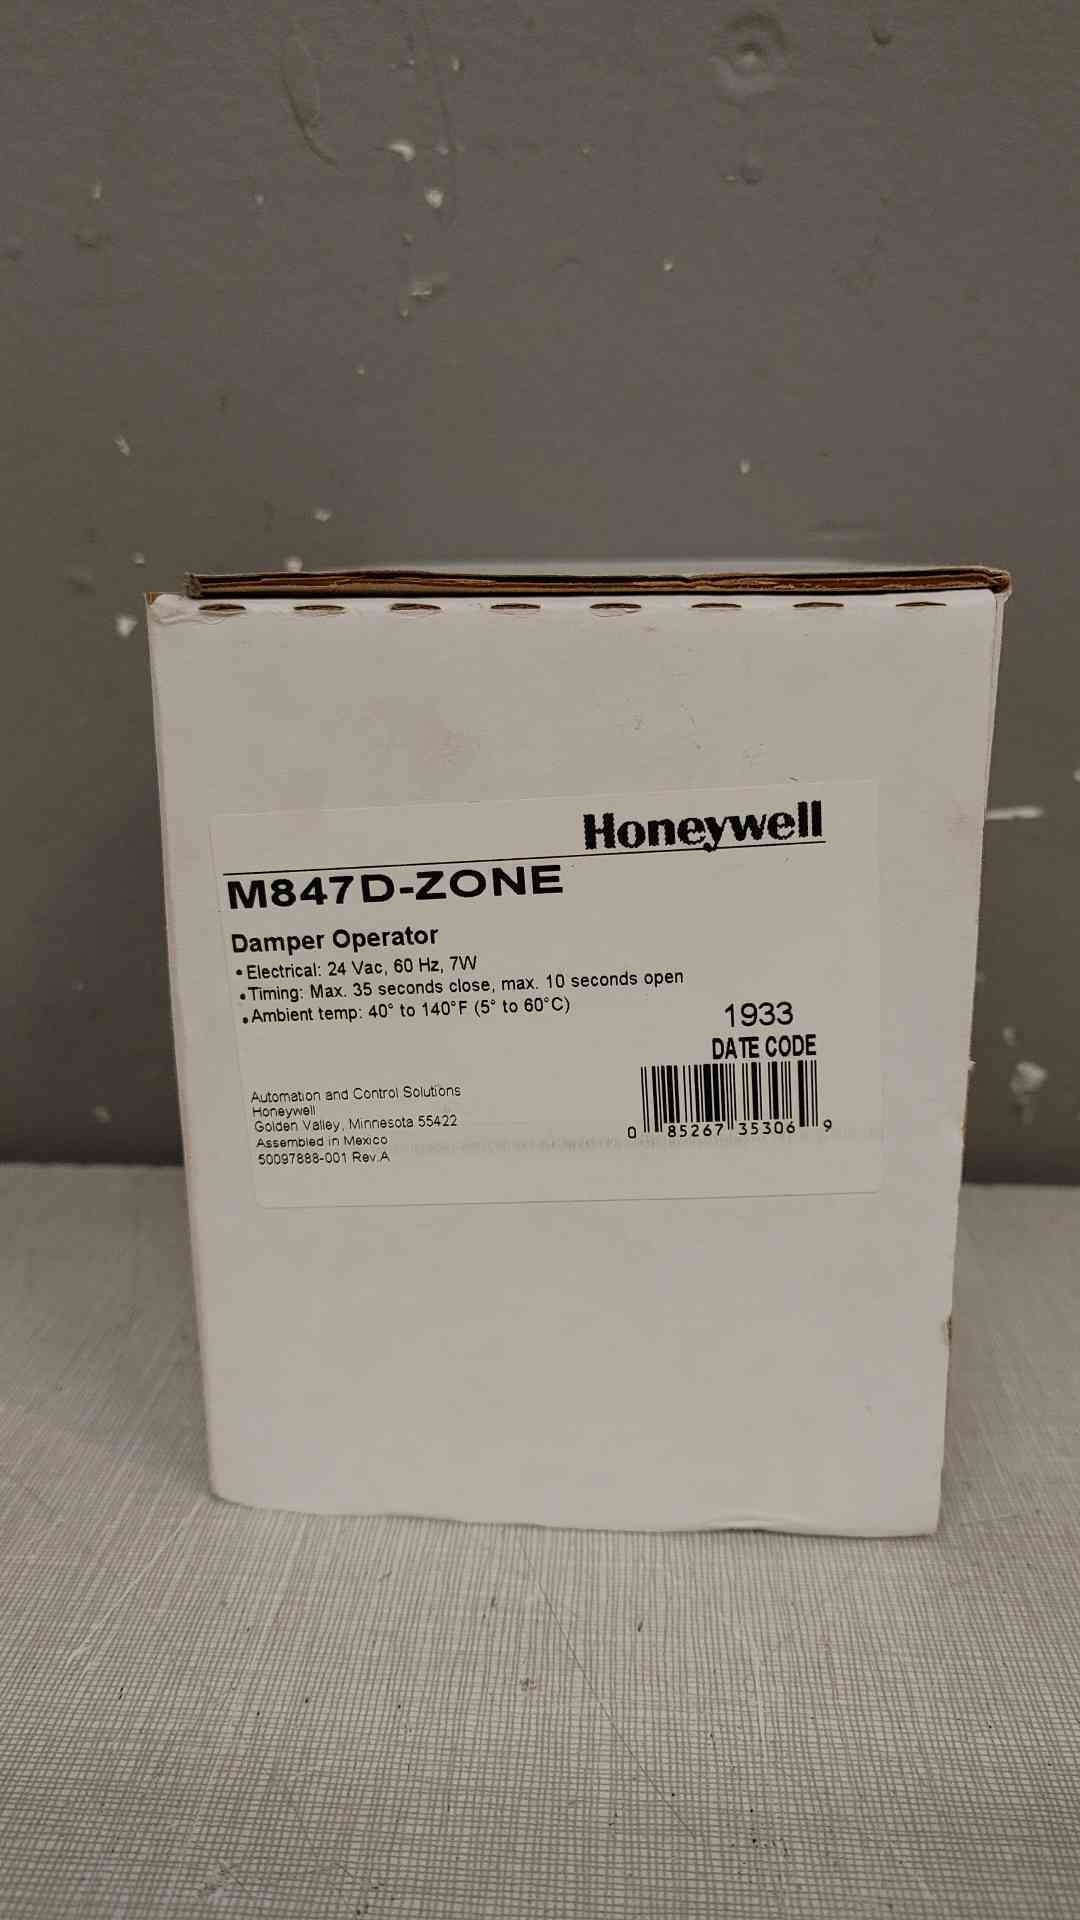 Honeywell
M847D-ZONE
Damper Operator
• Electrical: 24 Vac, 60 Hz, 7W
• Timing: Max. 35 seconds close, max. 10 seconds open
• Ambient temp: 40° to 140°F (5° to 60°C)
1933
DATE CODE
Automation and Control Solutions
Honeywell
Golden Valley, Minnesota 55422
Assembled in Mexico
50097888-001 Rev.A
0 85267 35306 9